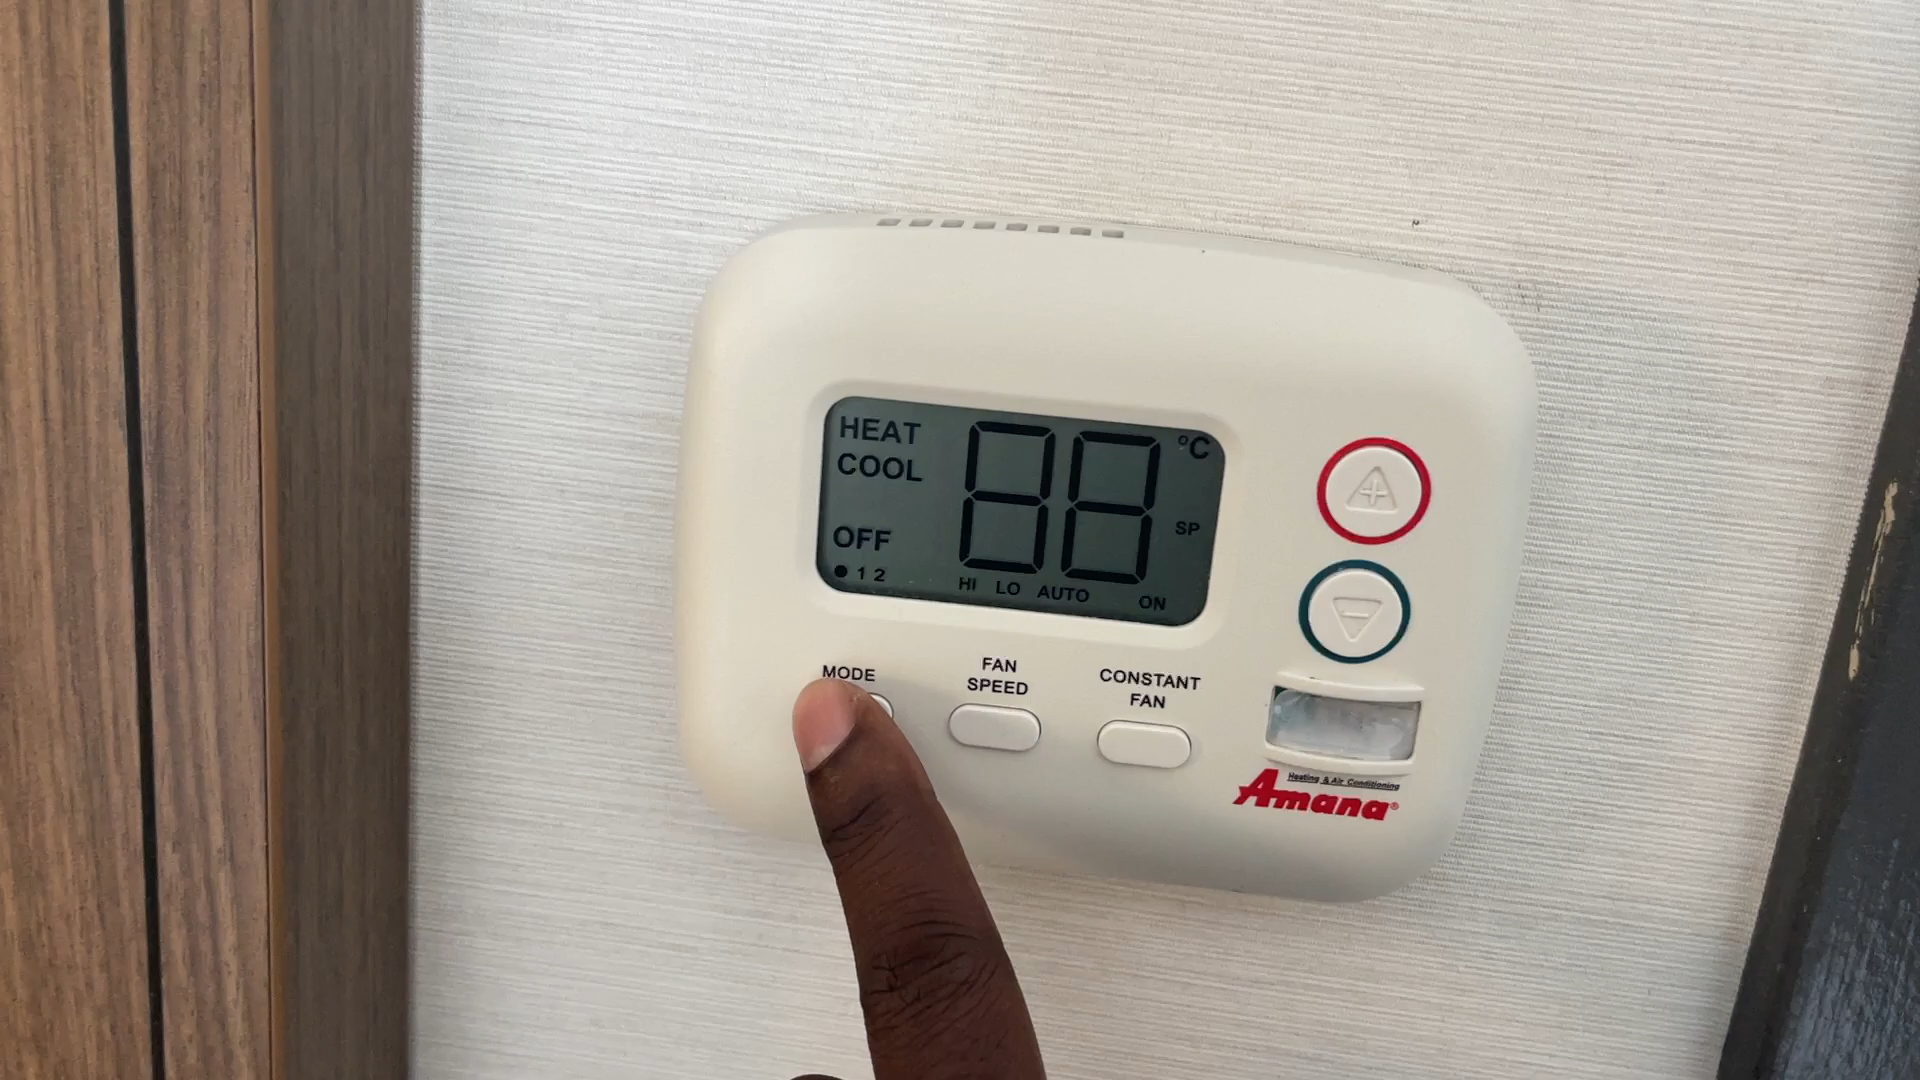 HEAT
COOL
OFF
● 1 2
88 °C
SP
HI LO AUTO ON
MODE
FAN
SPEED
CONSTANT
FAN
Heating & Air Conditioning
Amana®